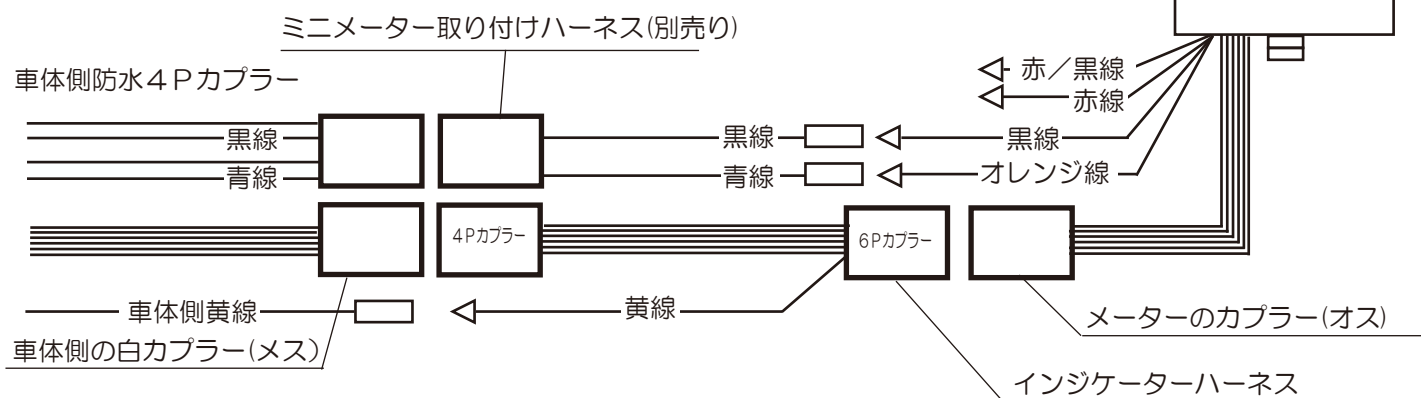 ミニメーター取り付けハーネス(別売り)
車体側防水４Ｐカプラー
赤／黒線
赤線
黒線
黒線
黒線
青線
青線
オレンジ線
4Pカプラー
6Pカプラー
車体側黄線
黄線
メーターのカプラー(オス)
車体側の白カプラー(メス)
インジケーターハーネス